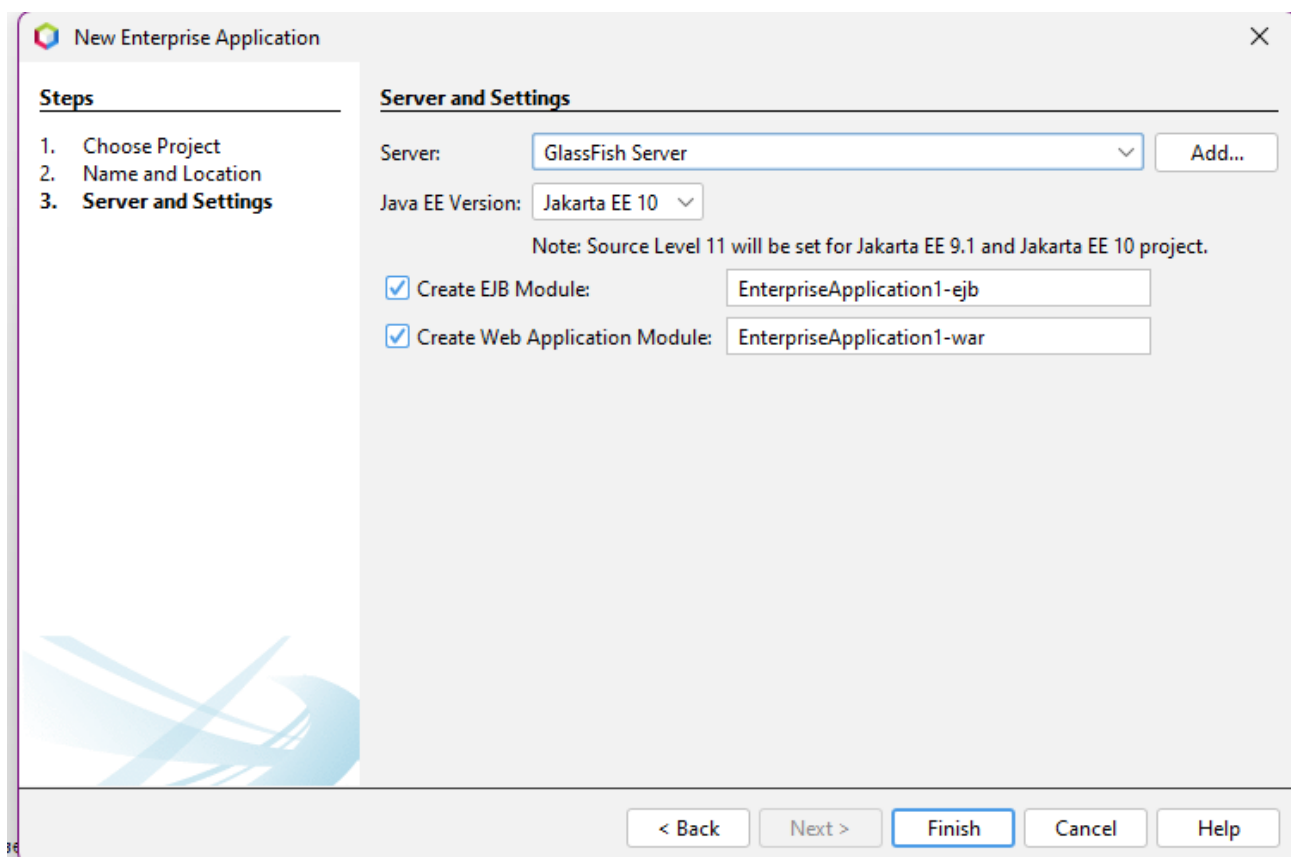 New Enterprise Application
Steps
1. Choose Project
2. Name and Location
3. Server and Settings
Server and Settings
Server: GlassFish Server Add...
Java EE Version: Jakarta EE 10
Note: Source Level 11 will be set for Jakarta EE 9.1 and Jakarta EE 10 project.
Create EJB Module: EnterpriseApplication1-ejb
Create Web Application Module: EnterpriseApplication1-war
< Back Next > Finish Cancel Help